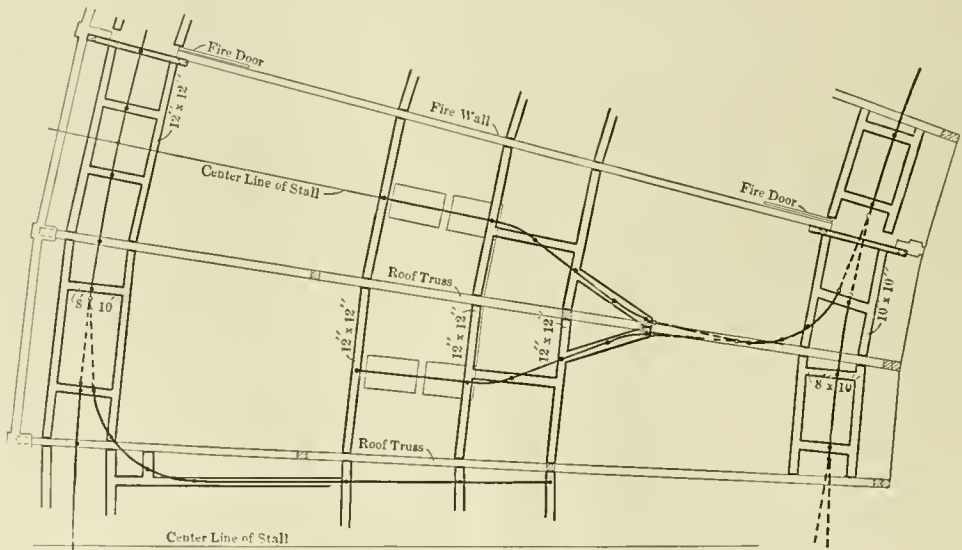 Fire Door
12" x 12"
Fire Wall
Center Line of Stall
Fire Door
Roof Truss
10 x 10"
8" x 10"
12" x 12"
12" x 12"
12" x 12"
8" x 10"
Roof Truss
Center Line of Stall